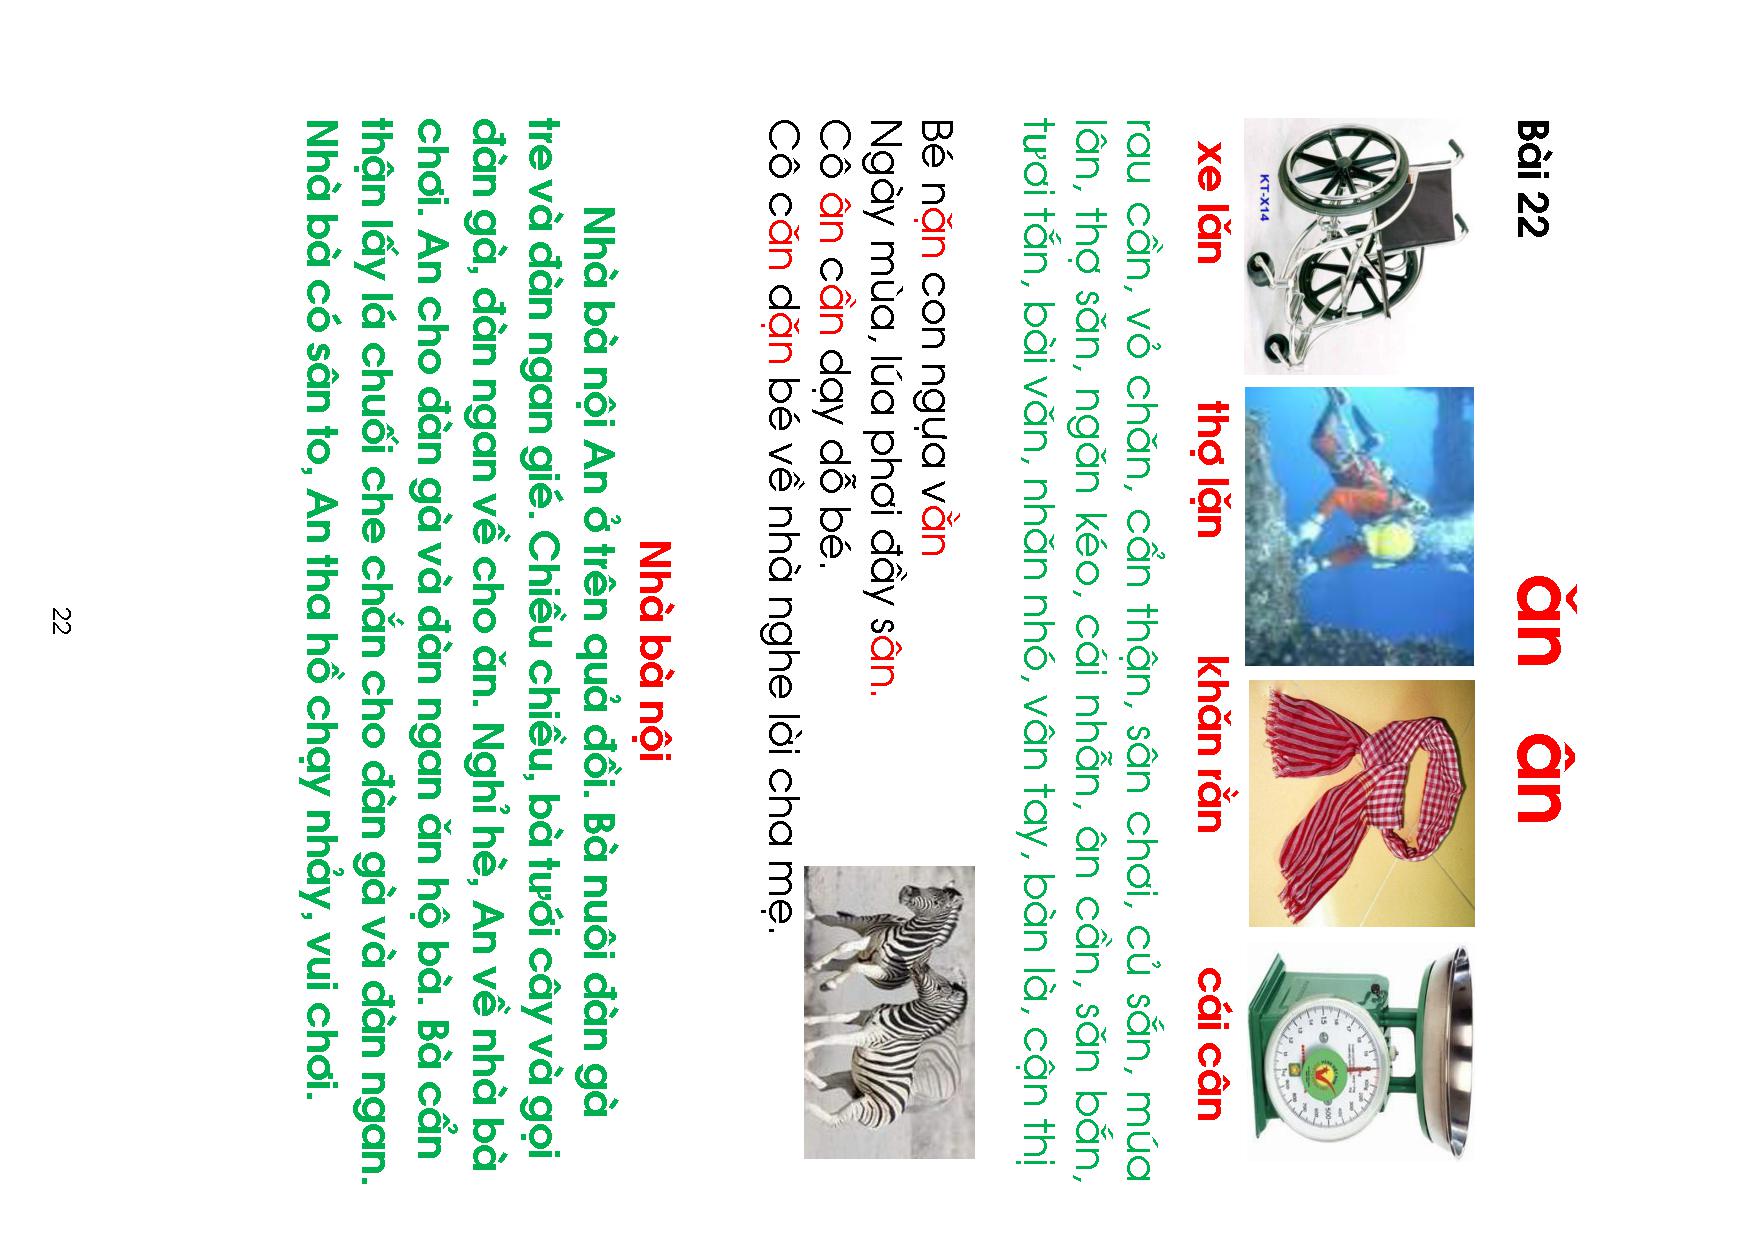 Bài 22
ăn ân
KT-X14
xe lăn thợ lặn khăn rằn cái cân
rau cần, vỏ chăn, cẩn thận, sân chơi, củ sắn, múa
lân, thợ săn, ngăn kéo, cái nhẫn, ân cần, săn bắn,
tươi tắn, bài văn, nhăn nhó, vân tay, bàn là, cận thị
Bé nặn con ngựa vằn
Ngày mùa, lúa phơi đầy sân.
Cô ân cần dạy dỗ bé.
Cô căn dặn bé về nhà nghe lời cha mẹ.
Nhà bà nội
Nhà bà nội An ở trên quả đồi. Bà nuôi đàn gà
tre và đàn ngan gié. Chiều chiều, bà tưới cây và gọi
đàn gà, đàn ngan về cho ăn. Nghỉ hè, An về nhà bà
chơi. An cho đàn gà và đàn ngan ăn hộ bà. Bà cẩn
thận lấy lá chuối che chắn cho đàn gà và đàn ngan.
Nhà bà có sân to, An tha hồ chạy nhảy, vui chơi.
22